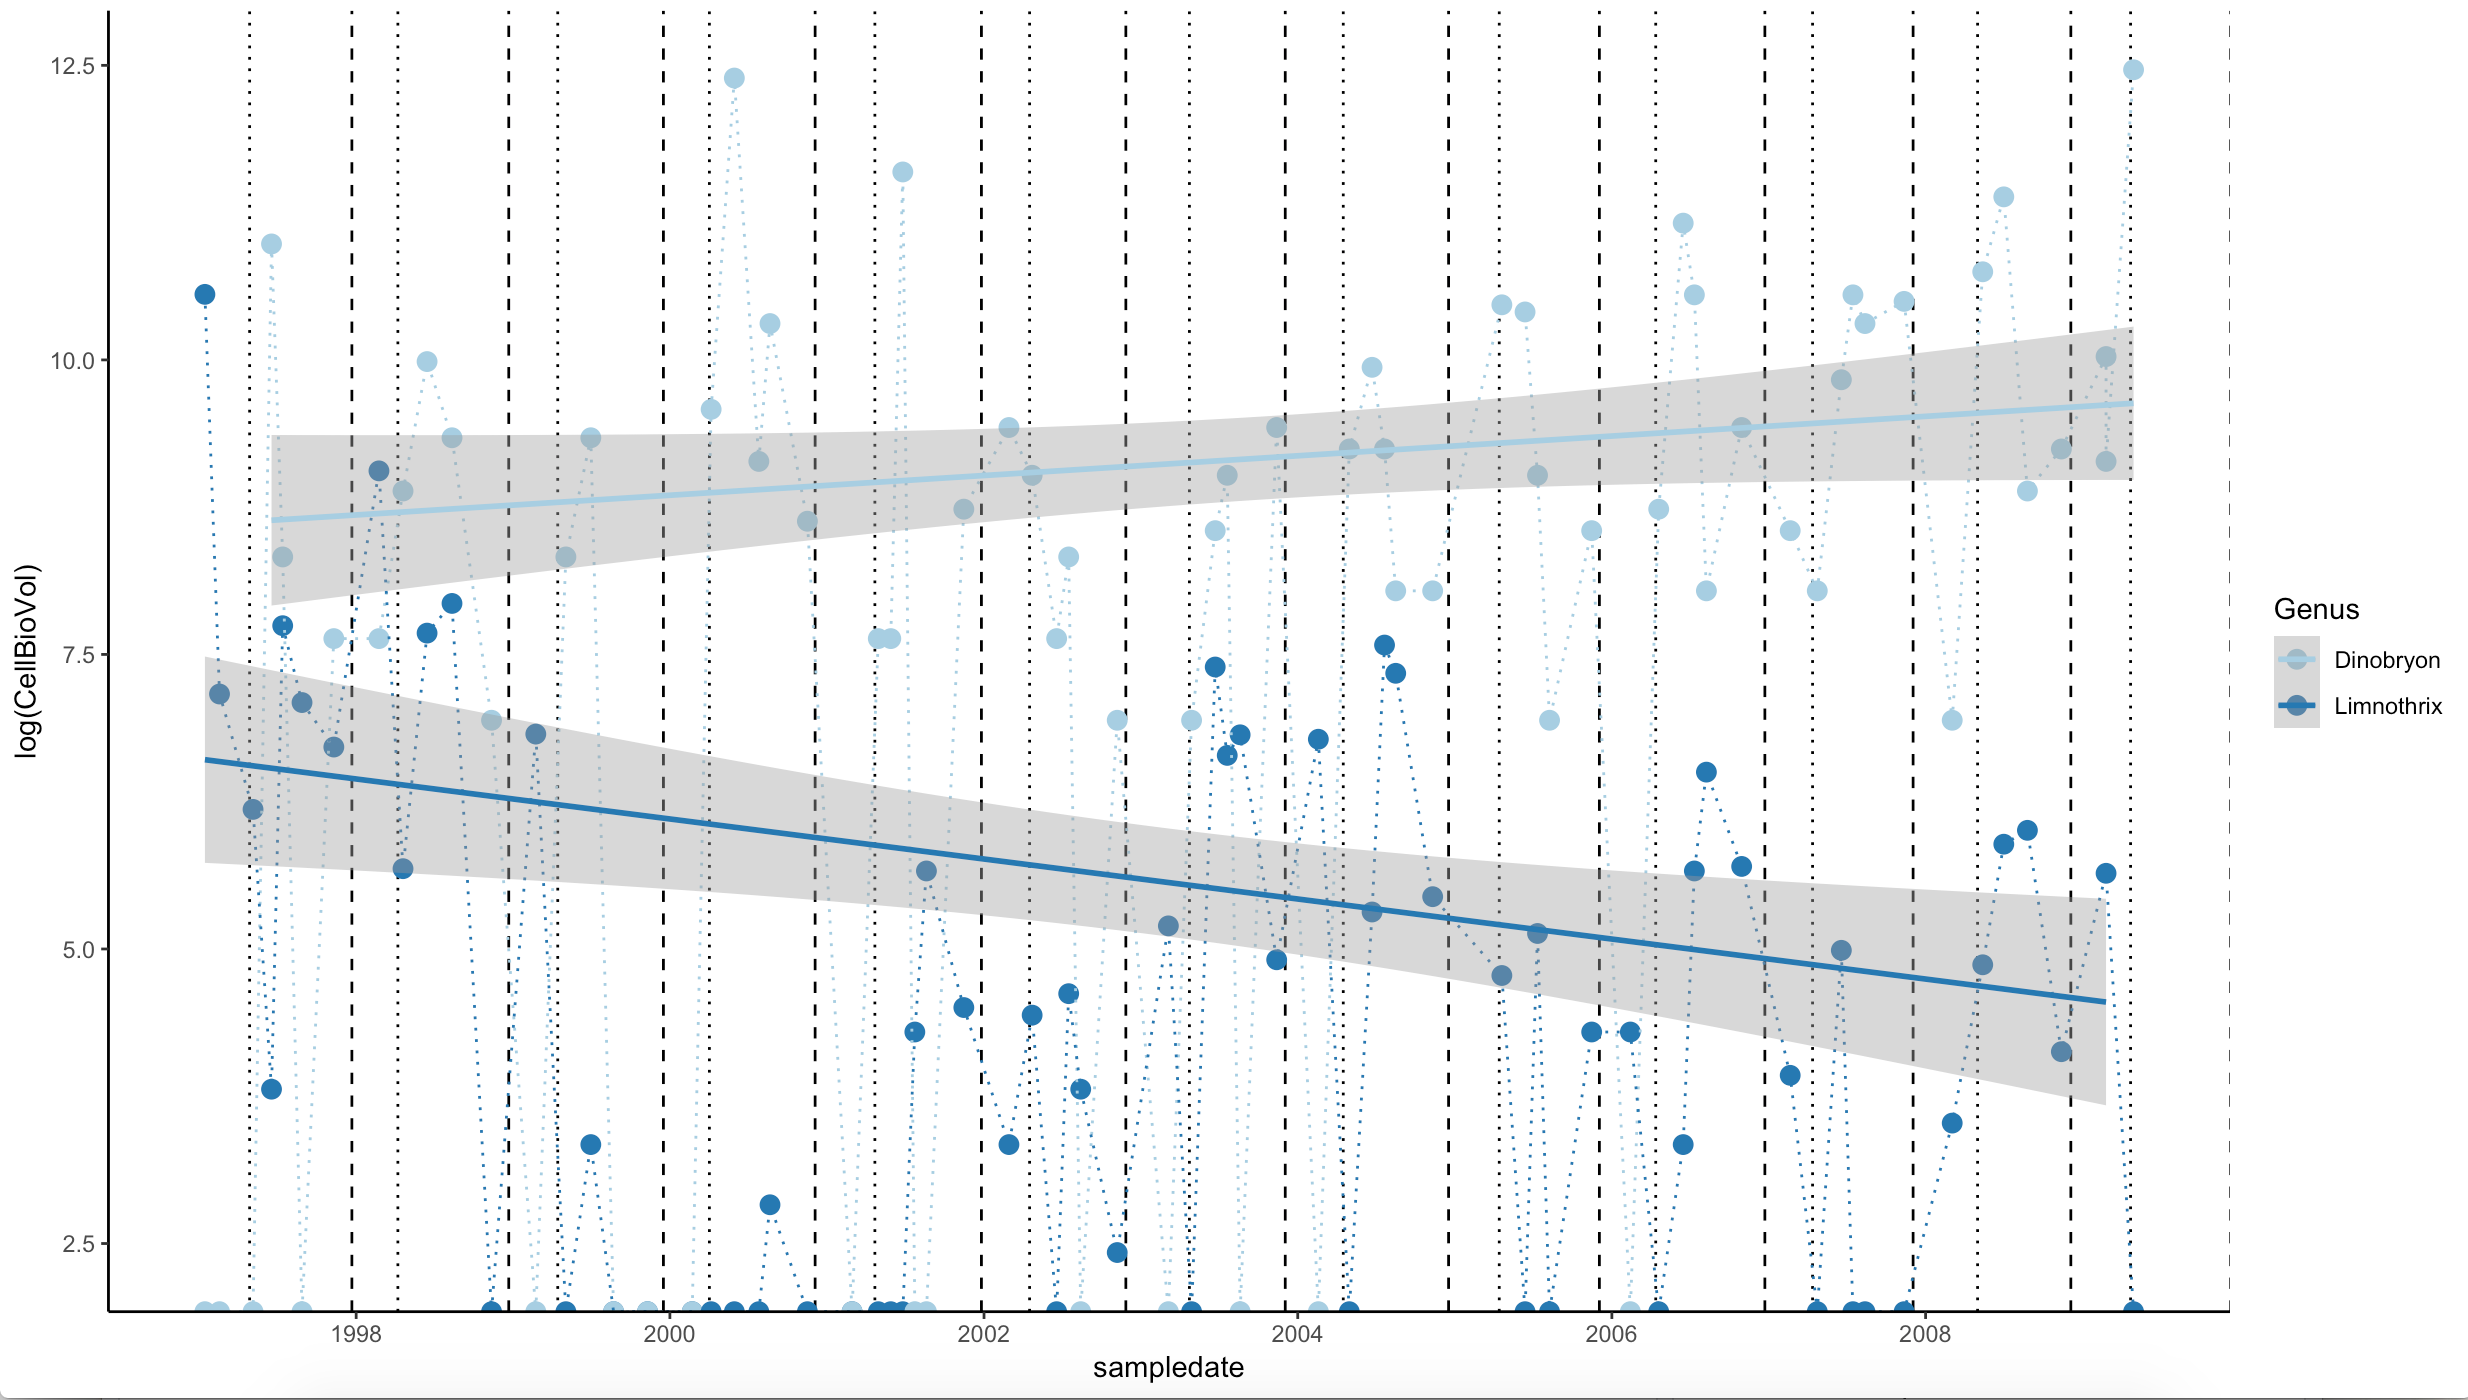 12.5
10.0
7.5
5.0
2.5
log(CellBioVol)
1998 2000 2002 2004 2006 2008
sampledate
Genus
Dinobryon
Limnothrix